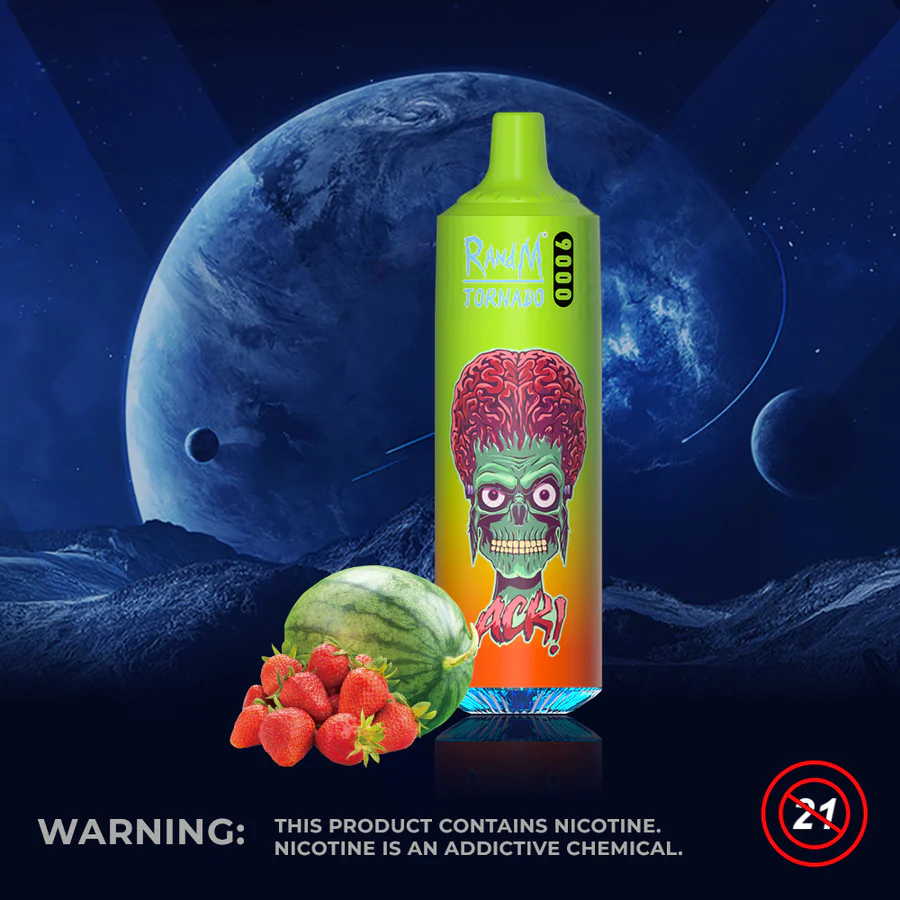 RandM
TORNADO
9000
ACK!
WARNING:
THIS PRODUCT CONTAINS NICOTINE.
NICOTINE IS AN ADDICTIVE CHEMICAL.
21